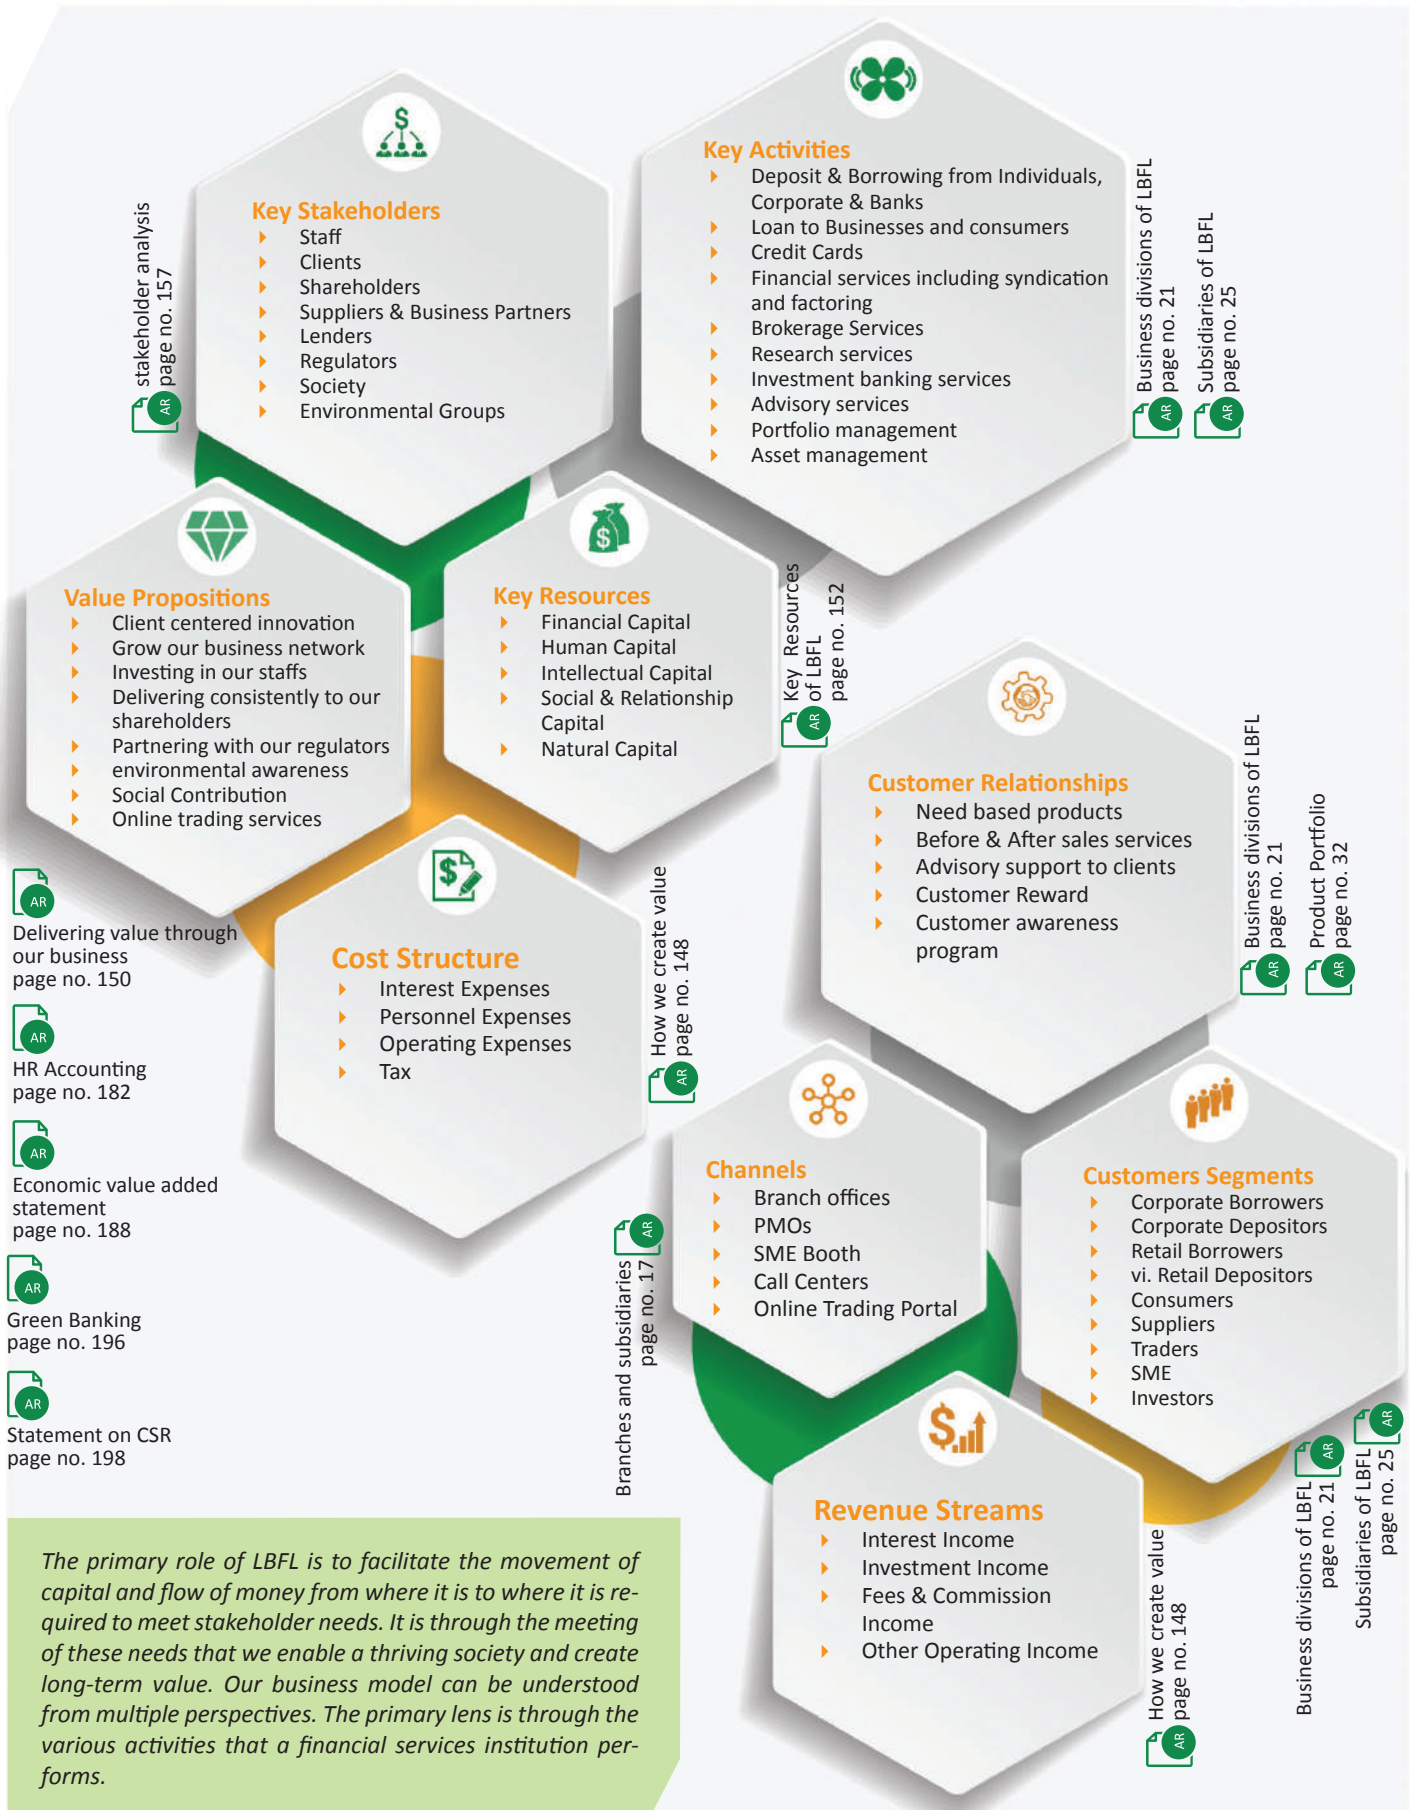 Key Stakeholders
Staff
Clients
Shareholders
Suppliers & Business Partners
Lenders
Regulators
Society
Environmental Groups
stakeholder analysis
page no. 157
AR
Key Activities
Deposit & Borrowing from Individuals,
Corporate & Banks
Loan to Businesses and consumers
Credit Cards
Financial services including syndication
and factoring
Brokerage Services
Research services
Investment banking services
Advisory services
Portfolio management
Asset management
Business divisions of LBFL
page no. 21
AR
Subsidiaries of LBFL
page no. 25
AR
Value Propositions
Client centered innovation
Grow our business network
Investing in our staffs
Delivering consistently to our
shareholders
Partnering with our regulators
environmental awareness
Social Contribution
Online trading services
Key Resources
Financial Capital
Human Capital
Intellectual Capital
Social & Relationship
Capital
Natural Capital
Key Resources
of LBFL
page no. 152
AR
Customer Relationships
Need based products
Before & After sales services
Advisory support to clients
Customer Reward
Customer awareness
program
Business divisions of LBFL
page no. 21
AR
Product Portfolio
page no. 32
AR
AR
Delivering value through
our business
page no. 150
AR
HR Accounting
page no. 182
AR
Economic value added
statement
page no. 188
AR
Green Banking
page no. 196
AR
Statement on CSR
page no. 198
Cost Structure
Interest Expenses
Personnel Expenses
Operating Expenses
Tax
How we create value
page no. 148
AR
Channels
Branch offices
PMOs
SME Booth
Call Centers
Online Trading Portal
AR
Branches and subsidiaries
page no. 17
Customers Segments
Corporate Borrowers
Corporate Depositors
Retail Borrowers
vi. Retail Depositors
Consumers
Suppliers
Traders
SME
Investors
AR
Business divisions of LBFL
page no. 21
AR
Subsidiaries of LBFL
page no. 25
Revenue Streams
Interest Income
Investment Income
Fees & Commission
Income
Other Operating Income
How we create value
page no. 148
AR
The primary role of LBFL is to facilitate the movement of
capital and flow of money from where it is to where it is re-
quired to meet stakeholder needs. It is through the meeting
of these needs that we enable a thriving society and create
long-term value. Our business model can be understood
from multiple perspectives. The primary lens is through the
various activities that a financial services institution per-
forms.